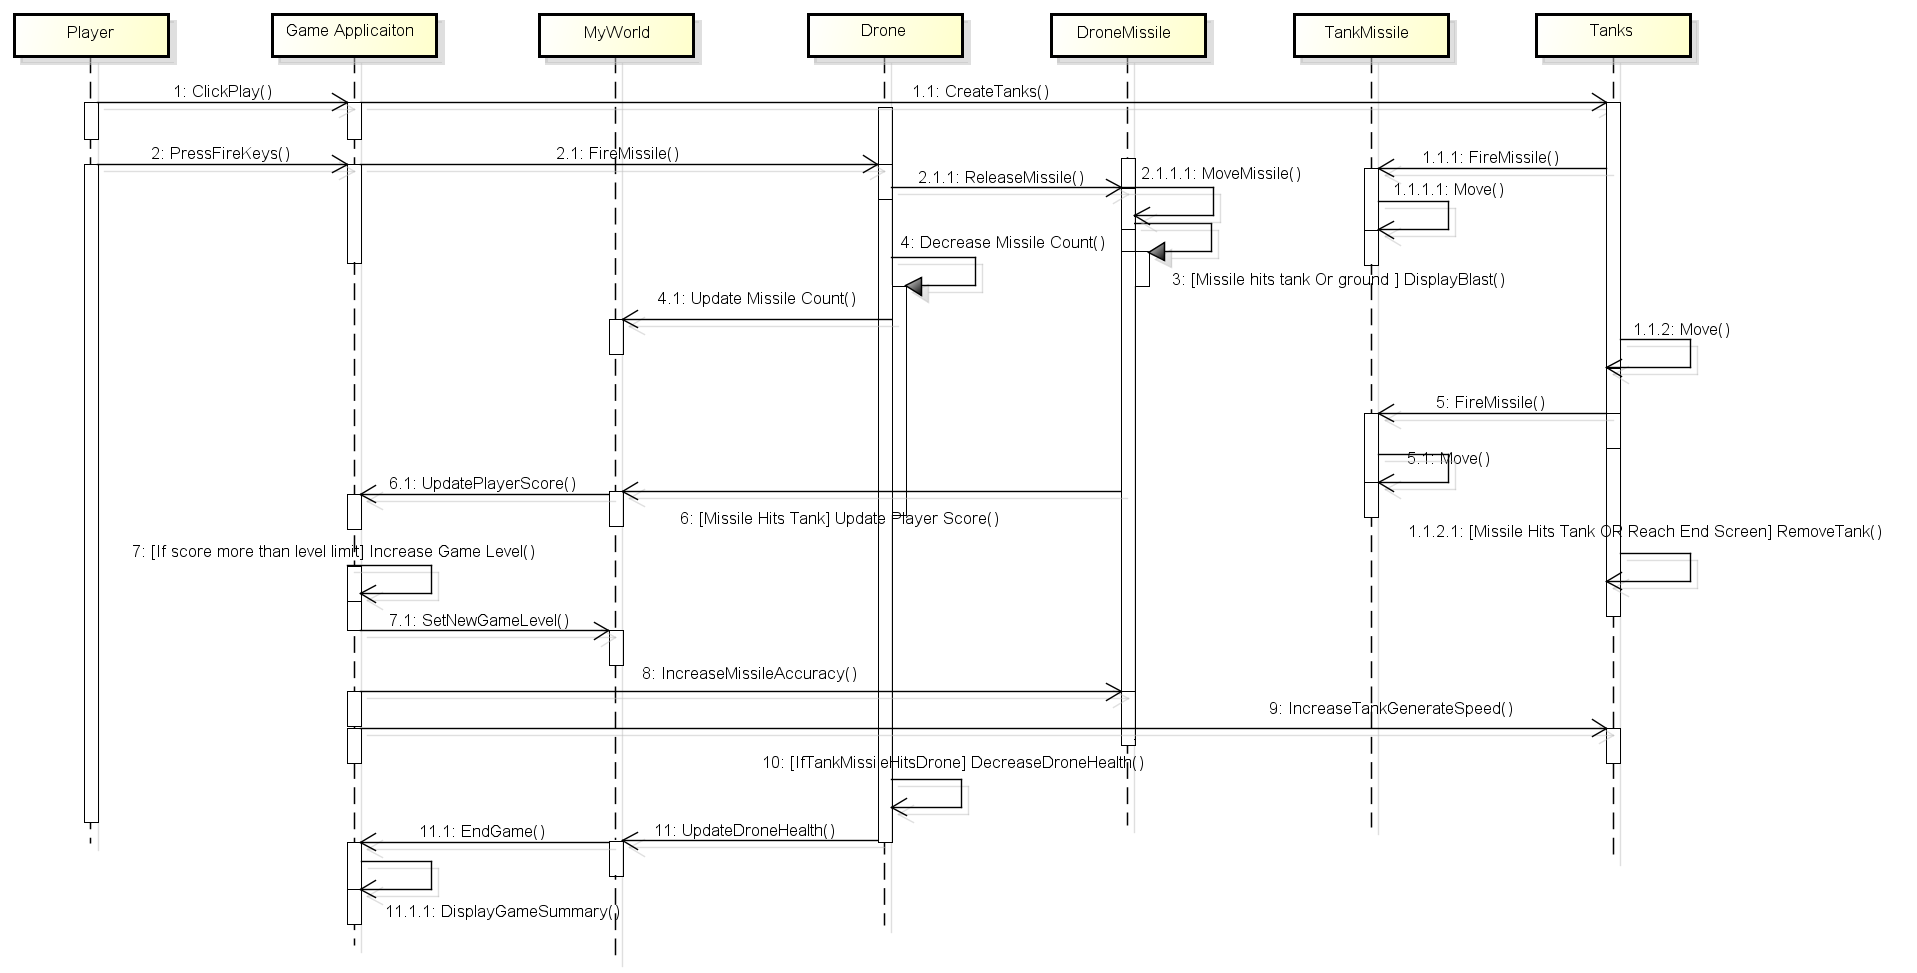 Player
Game Applicaiton
MyWorld
Drone
DroneMissile
TankMissile
Tanks
1: ClickPlay()
1.1: CreateTanks()
2: PressFireKeys()
2.1: FireMissile()
1.1.1: FireMissile()
2.1.1: ReleaseMissile()
2.1.1.1: MoveMissile()
1.1.1.1: Move()
4: Decrease Missile Count()
3: [Missile hits tank Or ground ] DisplayBlast()
4.1: Update Missile Count()
1.1.2: Move()
5: FireMissile()
5.1: Move()
6.1: UpdatePlayerScore()
6: [Missile Hits Tank] Update Player Score()
1.1.2.1: [Missile Hits Tank OR Reach End Screen] RemoveTank()
7: [If score more than level limit] Increase Game Level()
7.1: SetNewGameLevel()
8: IncreaseMissileAccuracy()
9: IncreaseTankGenerateSpeed()
10: [IfTankMissileHitsDrone] DecreaseDroneHealth()
11.1: EndGame()
11: UpdateDroneHealth()
11.1.1: DisplayGameSummary()